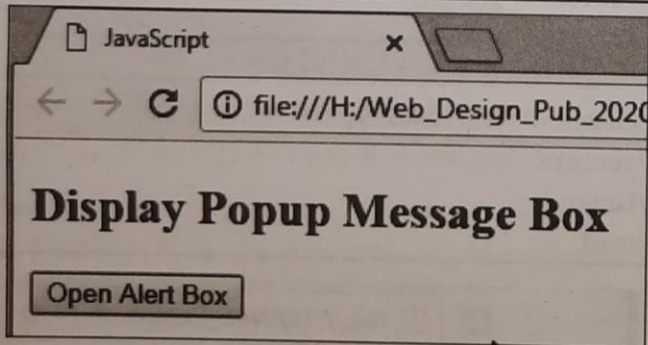 JavaScript
file:///H:/Web_Design_Pub_2020
Display Popup Message Box
Open Alert Box